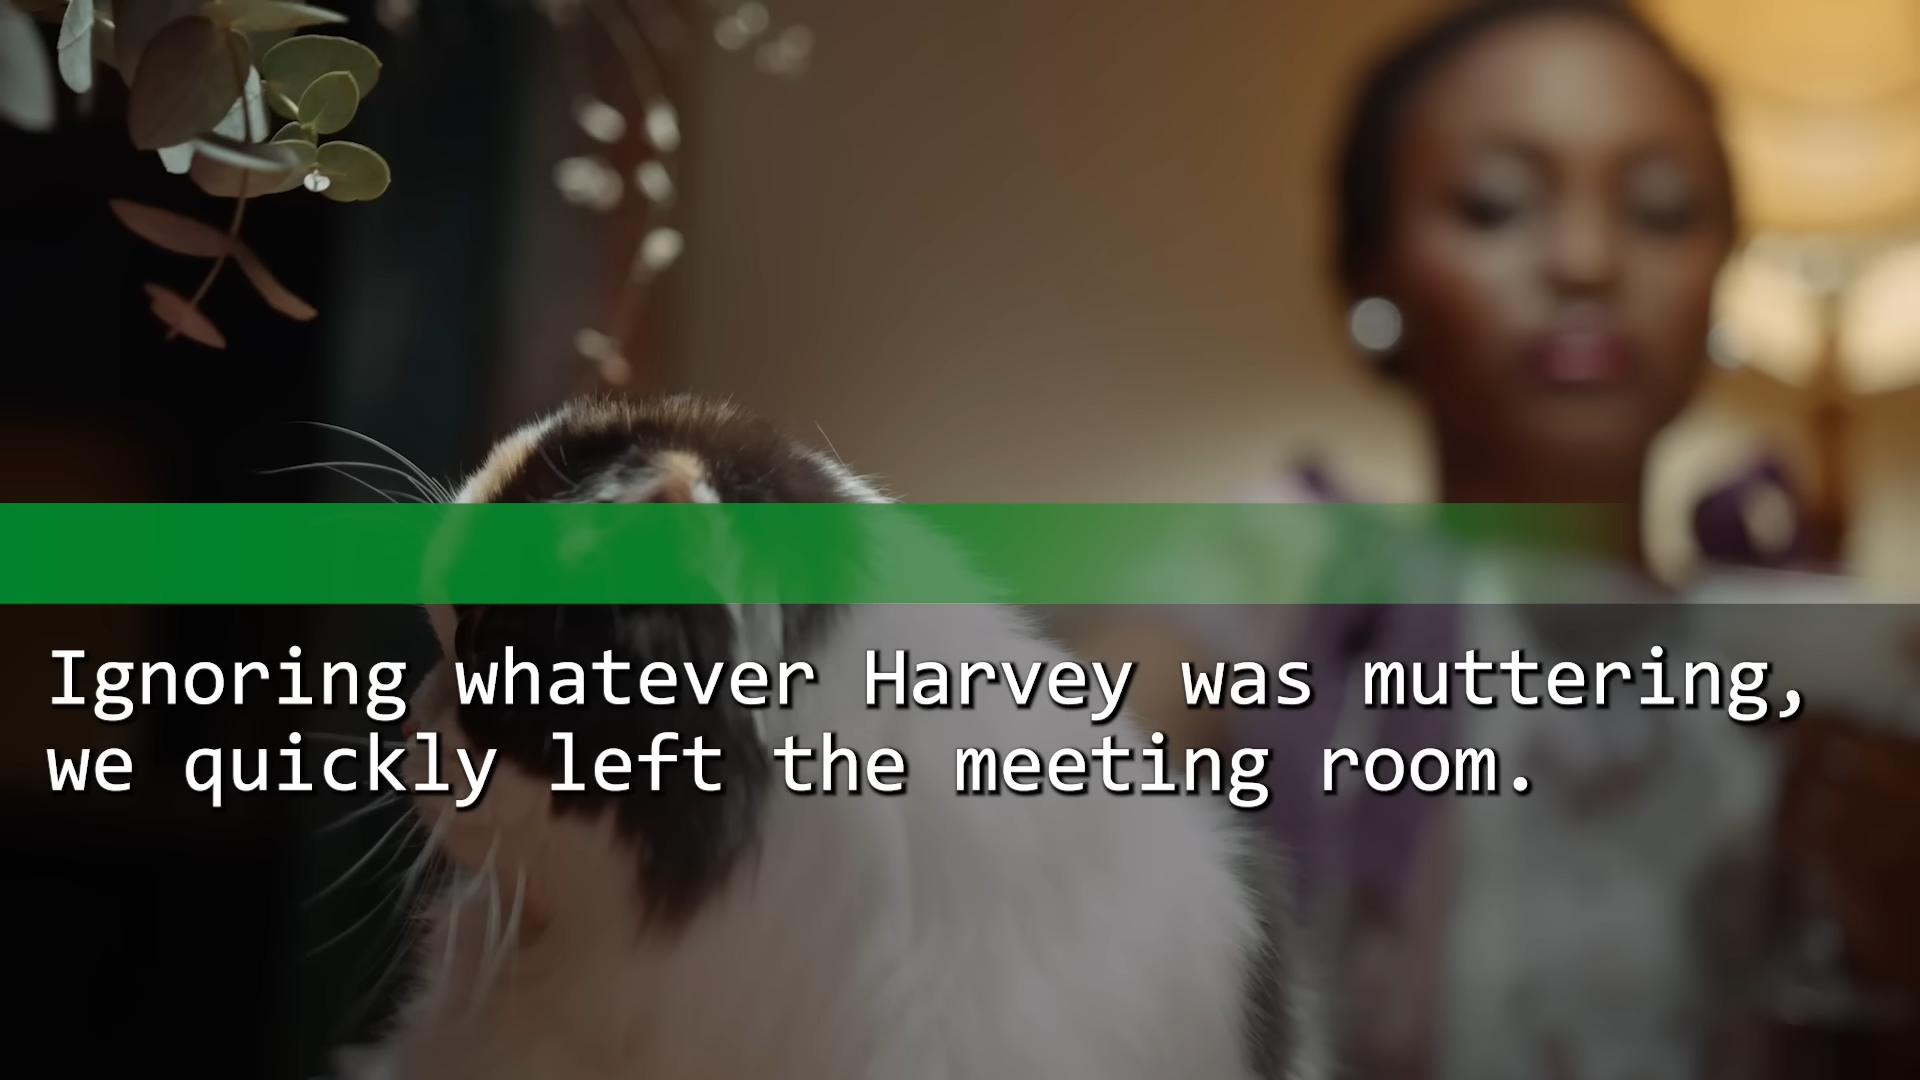 Ignoring whatever Harvey was muttering,
we quickly left the meeting room.